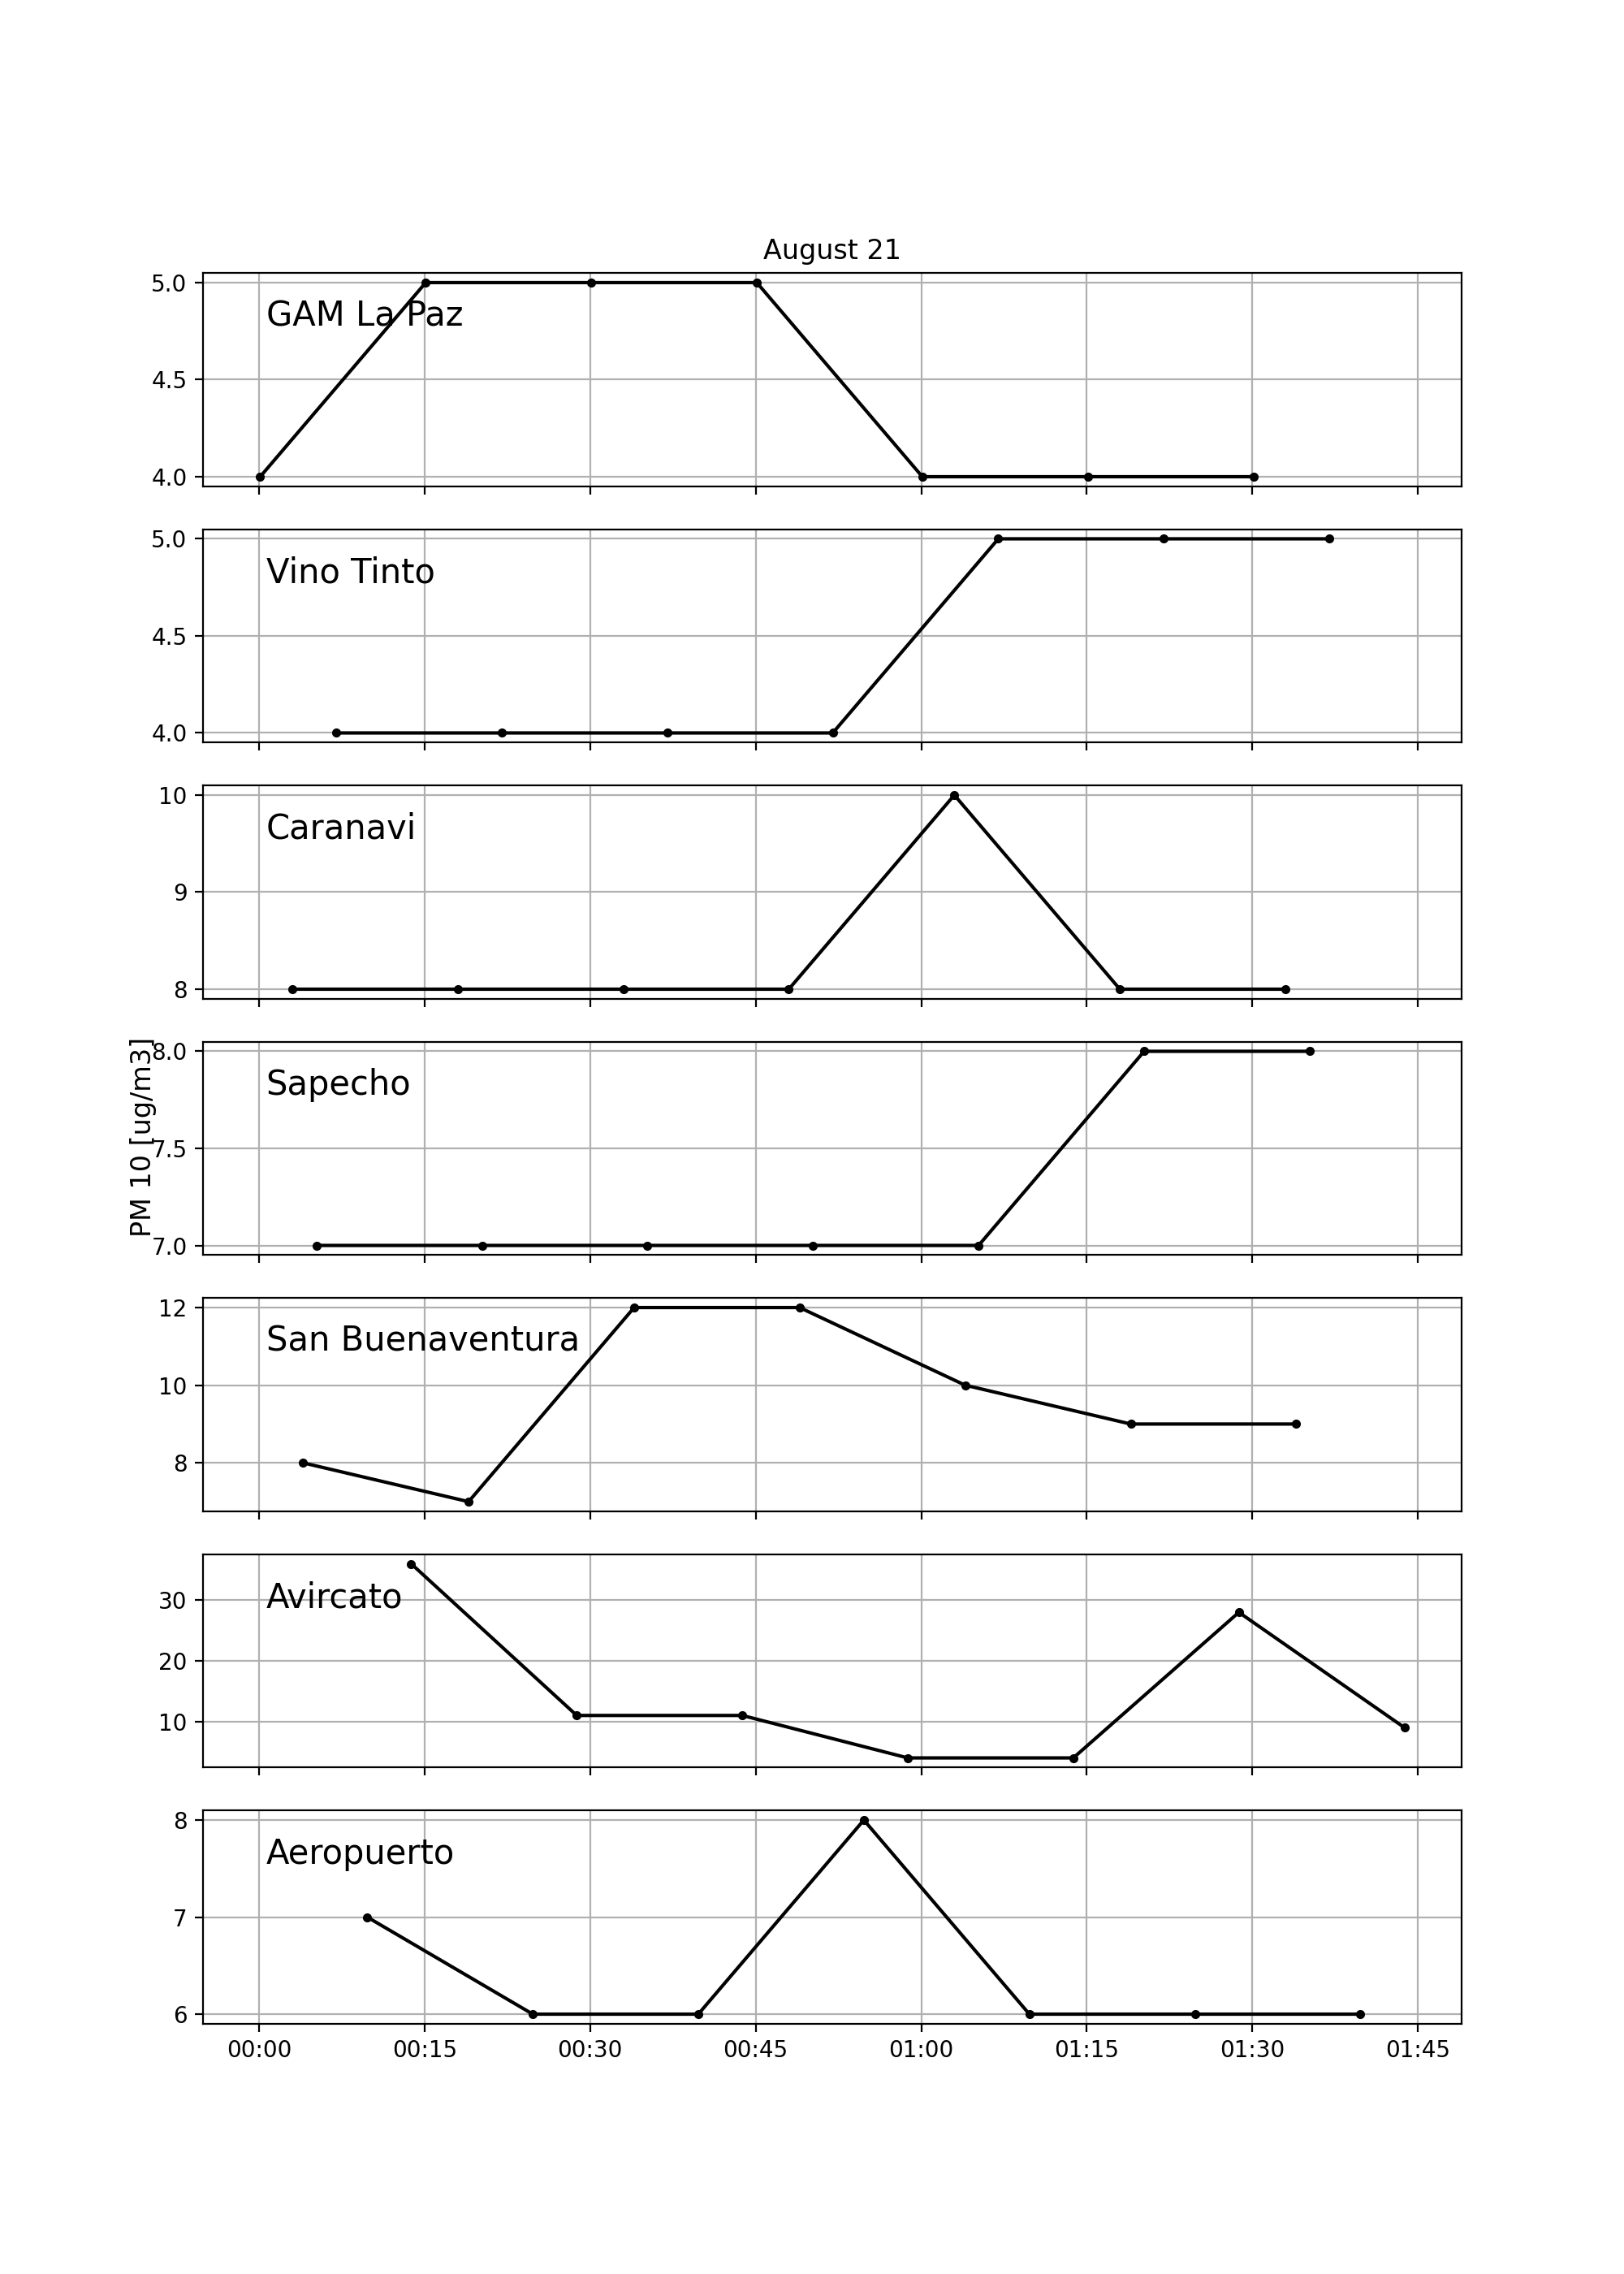 August 21
5.0
GAM La Paz
4.5
4.0
5.0
Vino Tinto
4.5
4.0
10
Caranavi
9
8
PM 10 [ug/m3]
8.0
Sapecho
7.5
7.0
12
San Buenaventura
10
8
Avircato
30
20
10
8
Aeropuerto
7
6
00:00 00:15 00:30 00:45 01:00 01:15 01:30 01:45